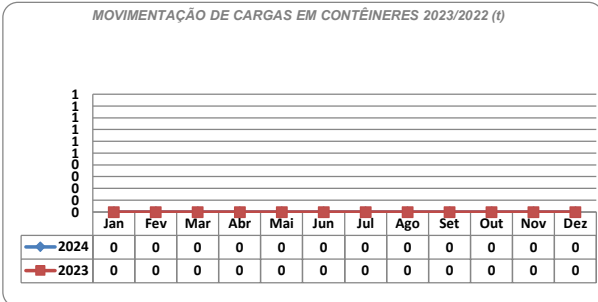 MOVIMENTAÇÃO DE CARGAS EM CONTÊINERES 2023/2022 (t)
1
1
1
1
1
1
0
0
0
0
0
Jan Fev Mar Abr Mai Jun Jul Ago Set Out Nov Dez
2024 0 0 0 0 0 0 0 0 0 0 0 0
2023 0 0 0 0 0 0 0 0 0 0 0 0